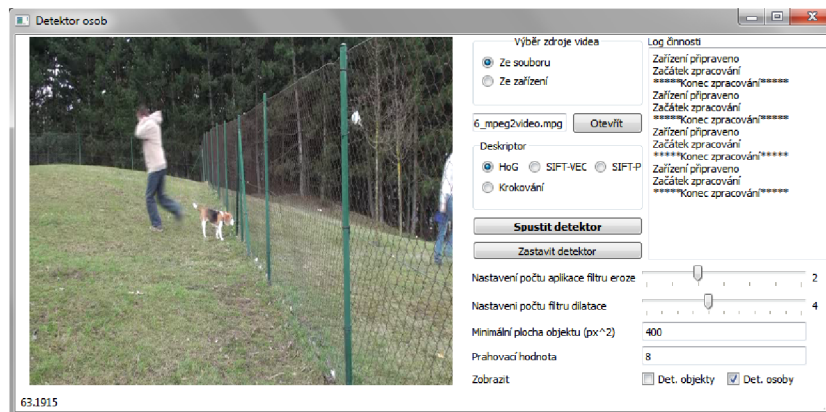 Detektor osob
Výběr zdroje videa
Ze souboru
Ze zařízení
6_mpeg2video.mpg
Otevřít
Deskriptor
HoG SIFT-VEC SIFT-P
Krokování
Spustit detektor
Zastavit detektor
Log činnosti
Zařízení připraveno
Začátek zpracování
*****Konec zpracování*****
Zařízení připraveno
Začátek zpracování
*****Konec zpracování*****
Zařízení připraveno
Začátek zpracování
*****Konec zpracování*****
Zařízení připraveno
Začátek zpracování
*****Konec zpracování*****
Nastavení počtu aplikace filtru eroze 2
Nastaveni počtu filtru dilatace 4
Minimální plocha objektu (px^2) 400
Prahovací hodnota 8
Zobrazit Det. objekty Det. osoby
63.1915